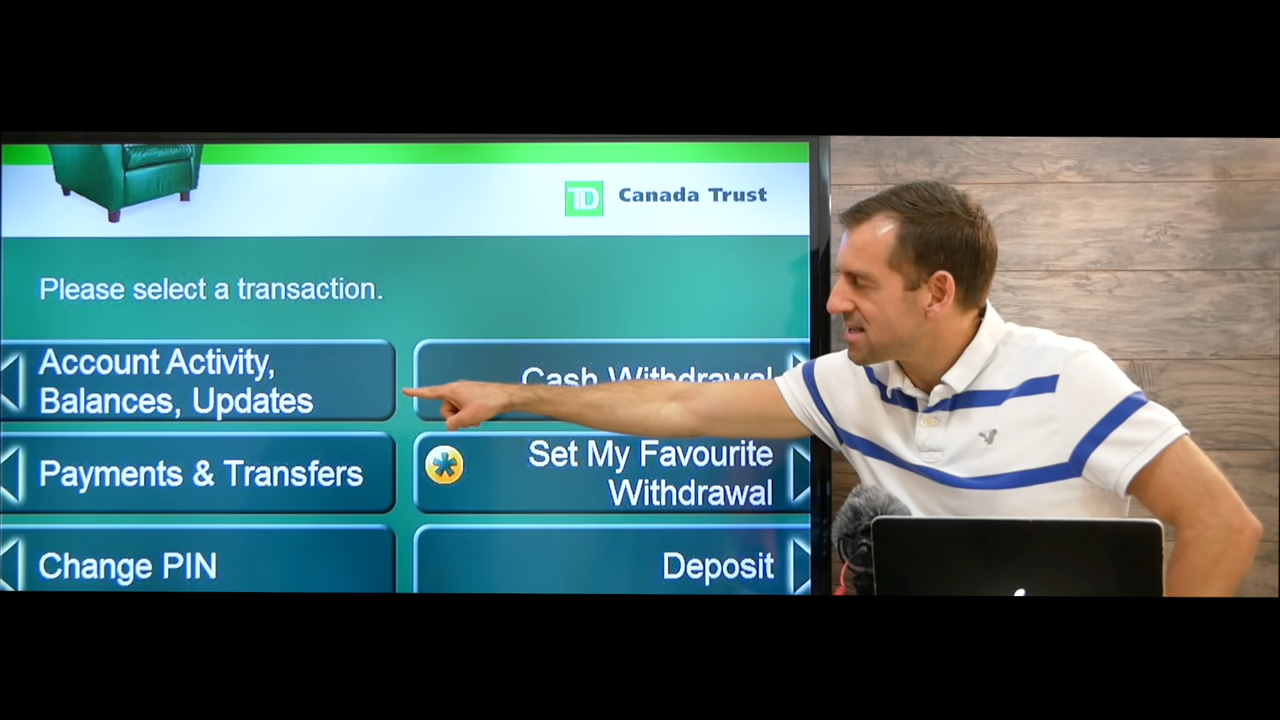 TD Canada Trust
Please select a transaction.
Account Activity,
Balances, Updates
Cash Withdrawal
Payments & Transfers
Set My Favourite
Withdrawal
Change PIN
Deposit